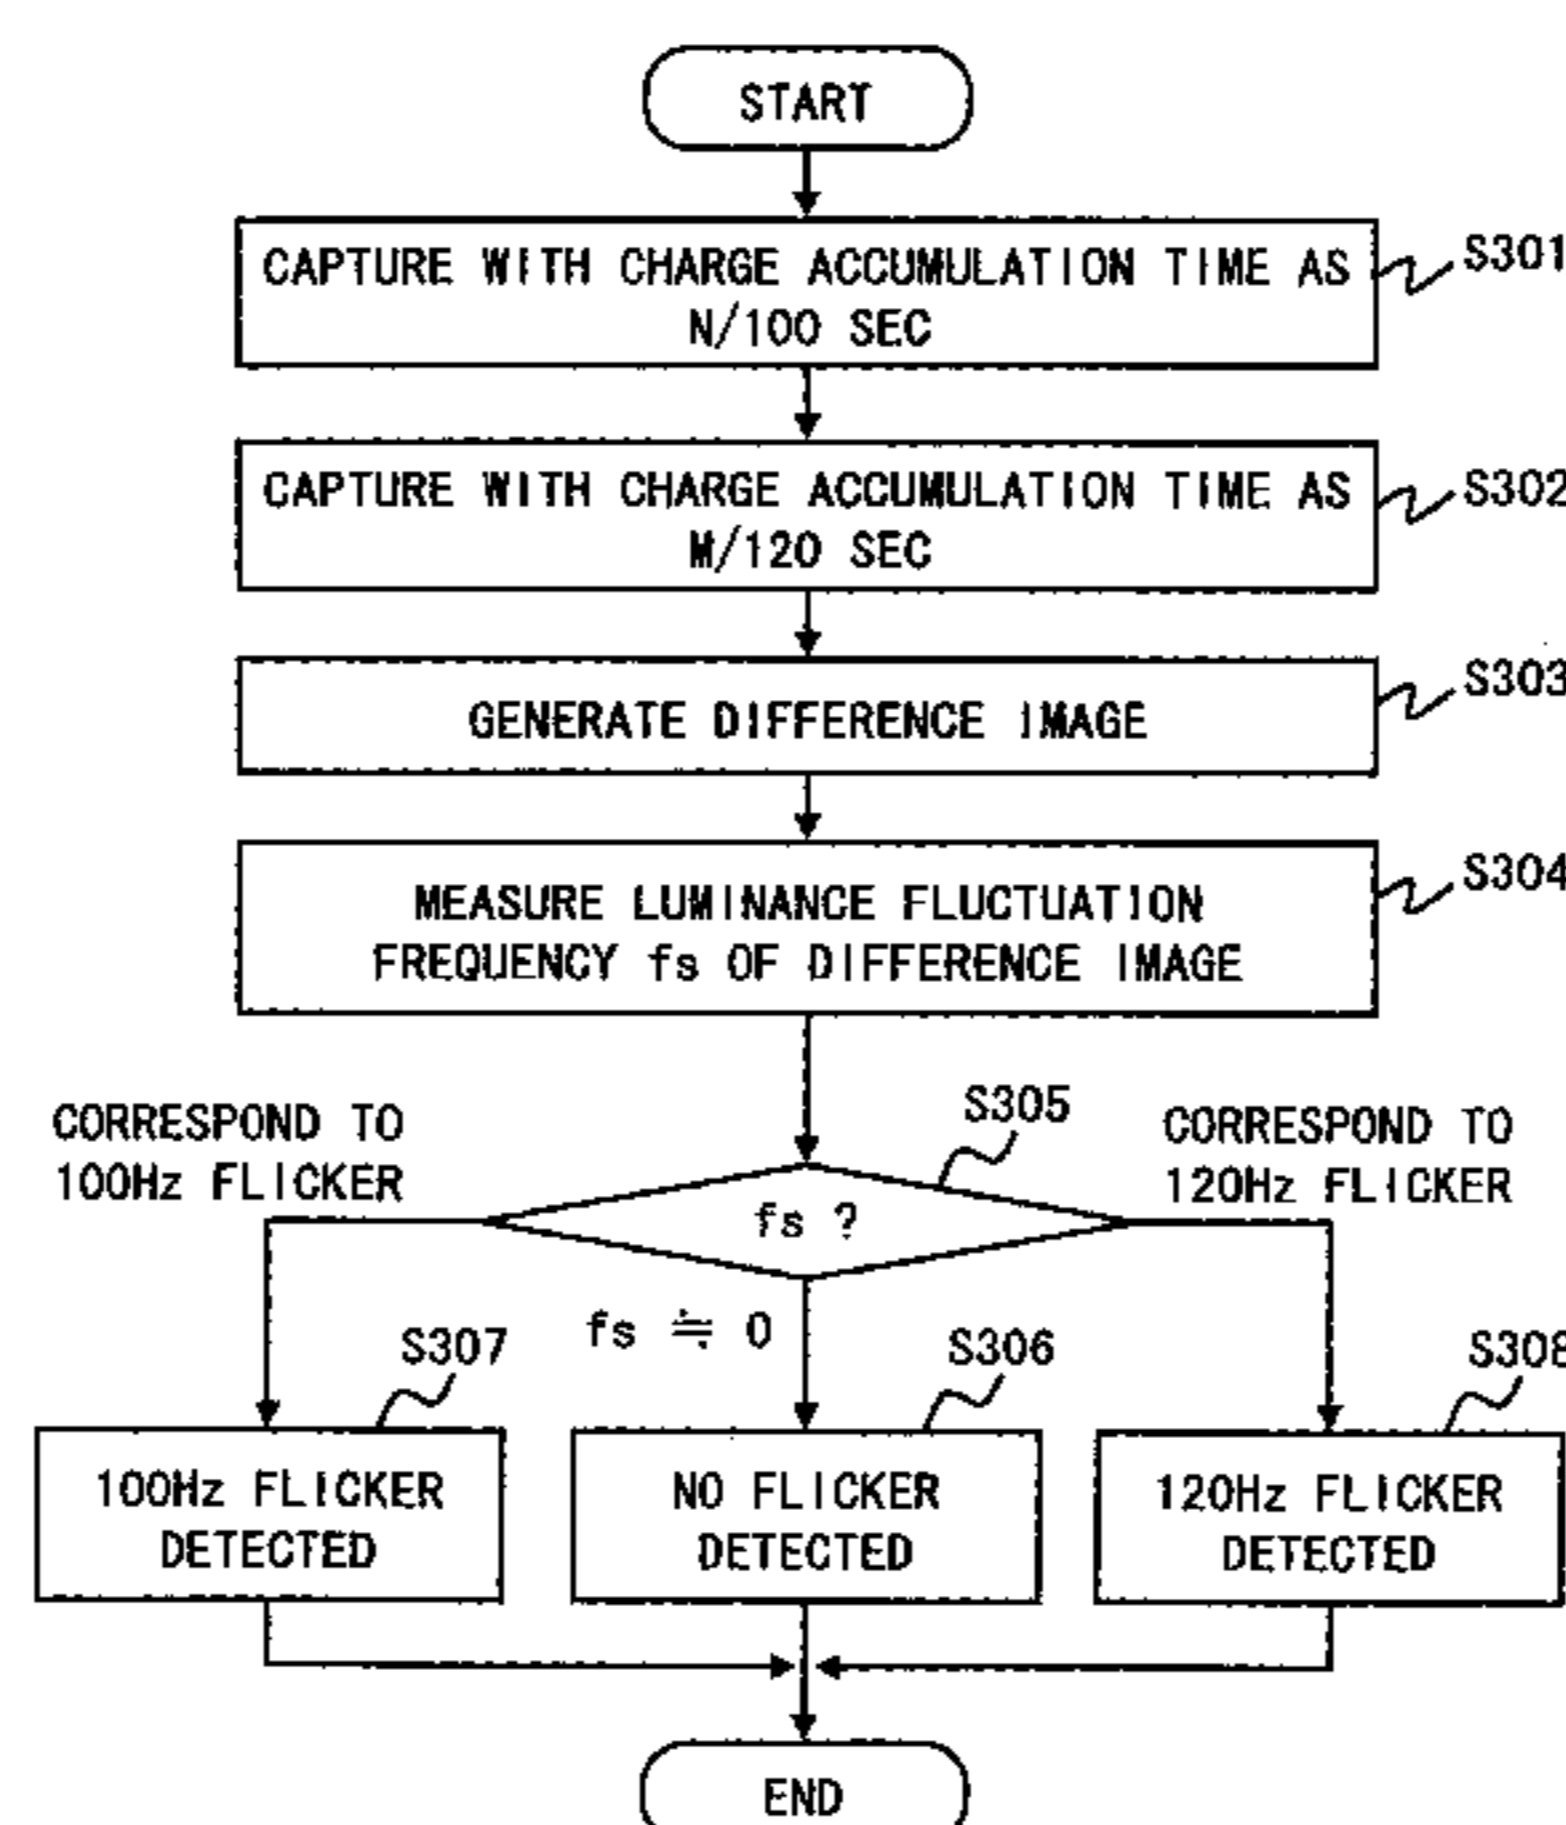 START
CAPTURE WITH CHARGE ACCUMULATION TIME AS
N/100 SEC
S301
CAPTURE WITH CHARGE ACCUMULATION TIME AS
M/120 SEC
S302
GENERATE DIFFERENCE IMAGE
S303
MEASURE LUMINANCE FLUCTUATION
FREQUENCY fs OF DIFFERENCE IMAGE
S304
CORRESPOND TO
100Hz FLICKER
S305
CORRESPOND TO
120Hz FLICKER
fs ?
fs ≒ 0
S307
S306
S308
100Hz FLICKER
DETECTED
NO FLICKER
DETECTED
120Hz FLICKER
DETECTED
END